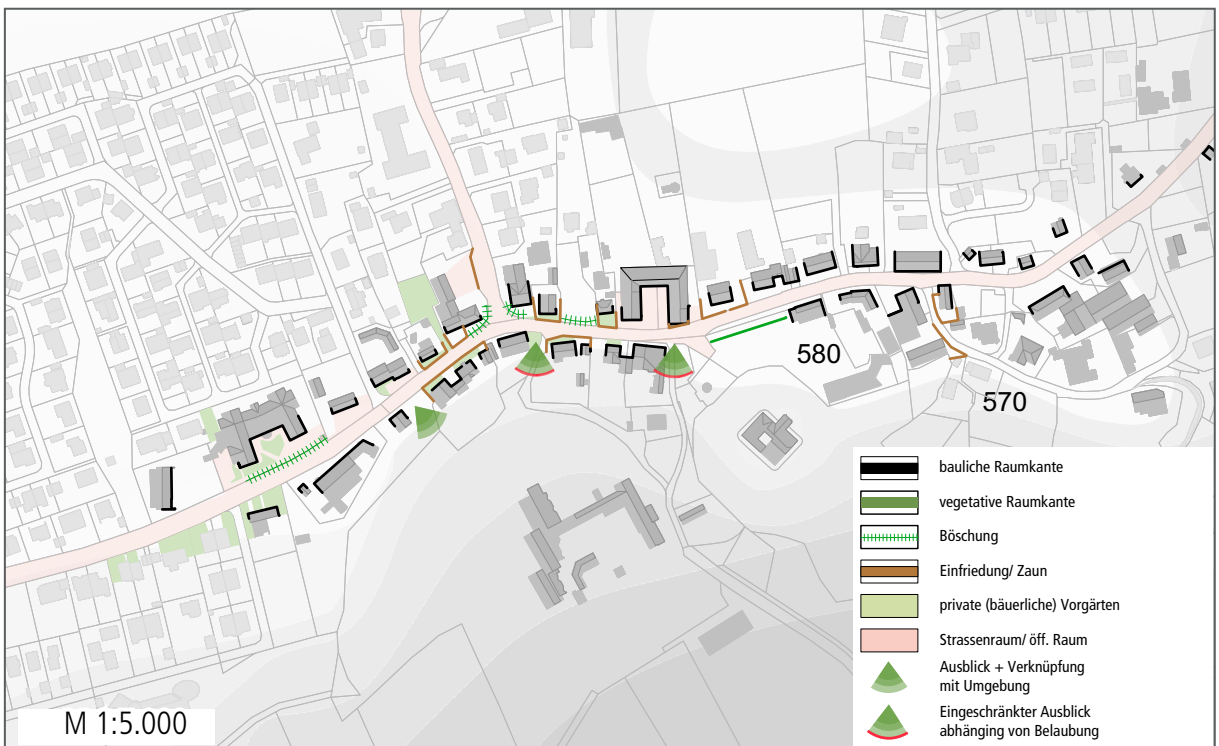 580
570
bauliche Raumkante
vegetative Raumkante
Böschung
Einfriedung/ Zaun
private (bäuerliche) Vorgärten
Strassenraum/ öff. Raum
Ausblick + Verknüpfung
mit Umgebung
Eingeschränkter Ausblick
abhänging von Belaubung
M 1:5.000